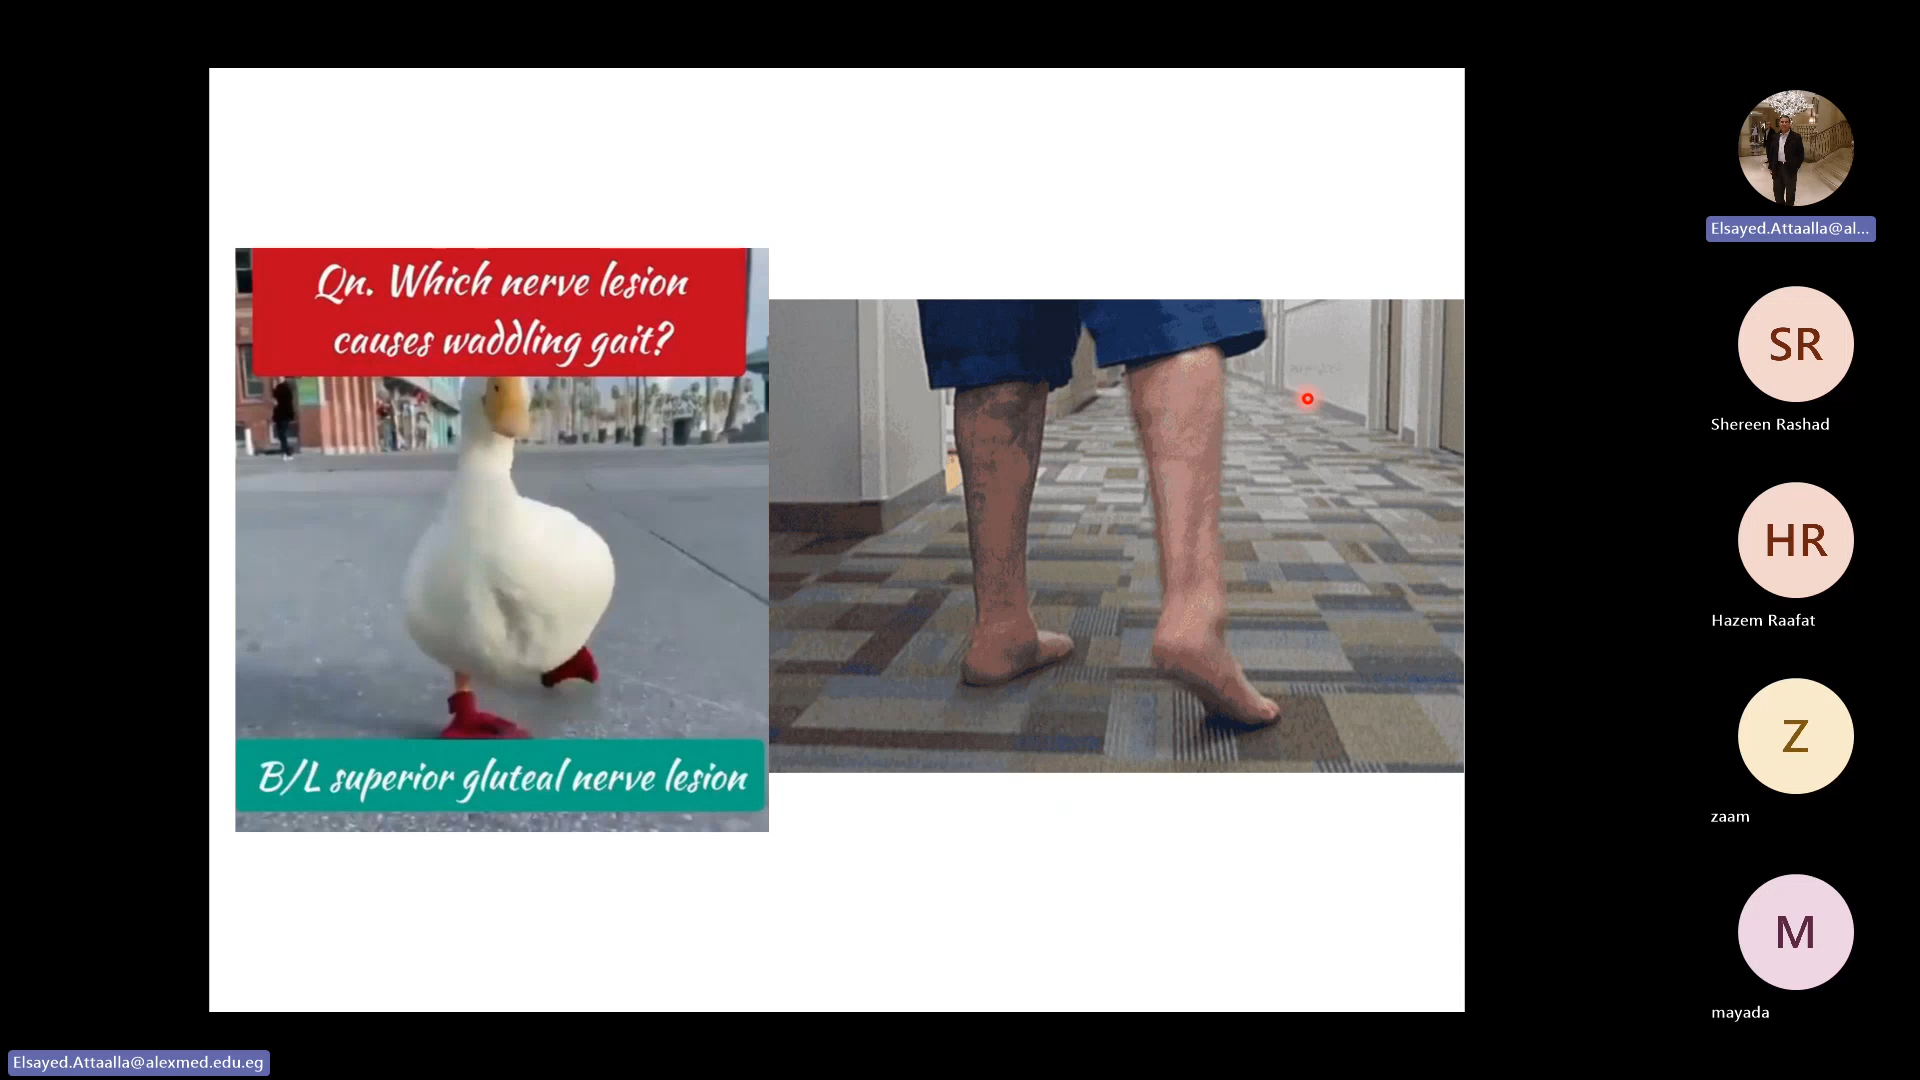 Qn. Which nerve lesion
causes waddling gait?
B/L superior gluteal nerve lesion
Elsayed.Attaalla@al...
SR
Shereen Rashad
HR
Hazem Raafat
Z
zaam
M
mayada
Elsayed.Attaalla@alexmed.edu.eg